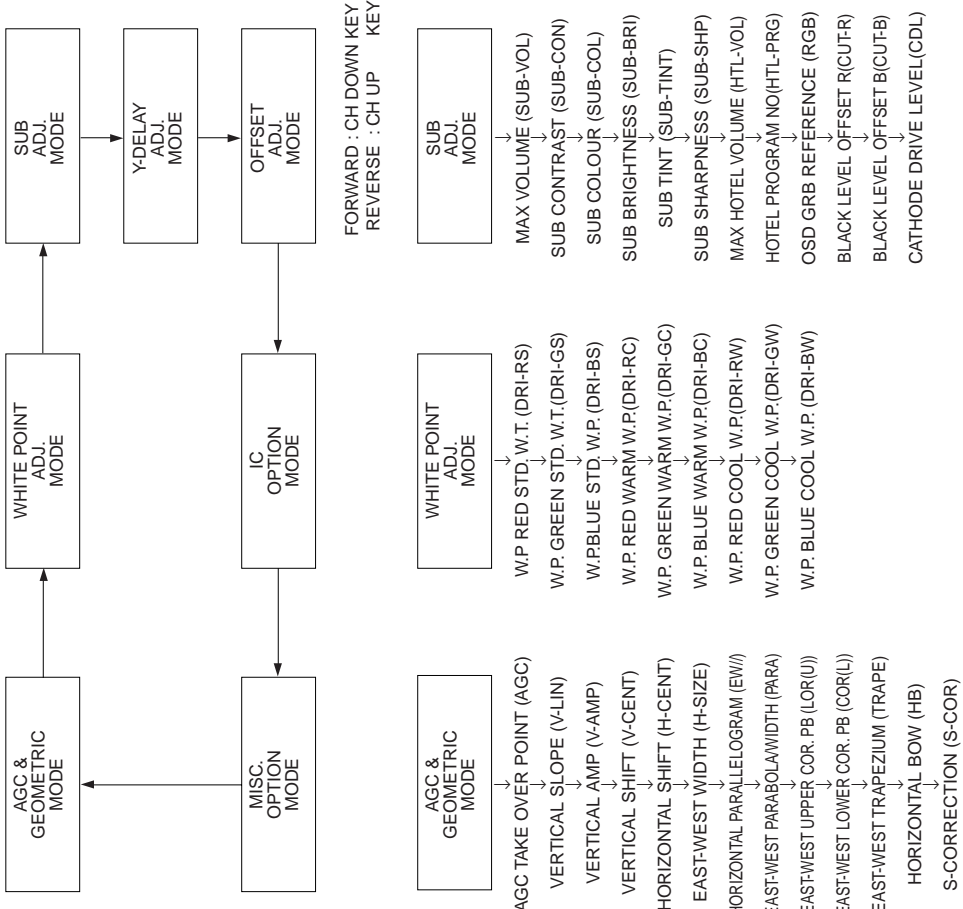 AGC &
GEOMETRIC
MODE
WHITE POINT
ADJ.
MODE
SUB
ADJ.
MODE
Y-DELAY
ADJ.
MODE
MISC.
OPTION
MODE
IC
OPTION
MODE
OFFSET
ADJ.
MODE
FORWARD : CH DOWN KEY
REVERSE : CH UP KEY
AGC &
GEOMETRIC
MODE
AGC TAKE OVER POINT (AGC)
VERTICAL SLOPE (V-LIN)
VERTICAL AMP (V-AMP)
VERTICAL SHIFT (V-CENT)
HORIZONTAL SHIFT (H-CENT)
EAST-WEST WIDTH (H-SIZE)
HORIZONTAL PARALLELOGRAM (EW//)
EAST-WEST PARABOLA/WIDTH (PARA)
EAST-WEST UPPER COR. PB (LOR(U))
EAST-WEST LOWER COR. PB (COR(L))
EAST-WEST TRAPEZIUM (TRAPE)
HORIZONTAL BOW (HB)
S-CORRECTION (S-COR)
WHITE POINT
ADJ.
MODE
W.P RED STD. W.T. (DRI-RS)
W.P. GREEN STD. W.T.(DRI-GS)
W.P.BLUE STD. W.P. (DRI-BS)
W.P. RED WARM W.P.(DRI-RC)
W.P. GREEN WARM W.P.(DRI-GC)
W.P. BLUE WARM W.P.(DRI-BC)
W.P. RED COOL W.P.(DRI-RW)
W.P. GREEN COOL W.P.(DRI-GW)
W.P. BLUE COOL W.P. (DRI-BW)
SUB
ADJ.
MODE
MAX VOLUME (SUB-VOL)
SUB CONTRAST (SUB-CON)
SUB COLOUR (SUB-COL)
SUB BRIGHTNESS (SUB-BRI)
SUB TINT (SUB-TINT)
SUB SHARPNESS (SUB-SHP)
MAX HOTEL VOLUME (HTL-VOL)
HOTEL PROGRAM NO(HTL-PRG)
OSD GRB REFERENCE (RGB)
BLACK LEVEL OFFSET R(CUT-R)
BLACK LEVEL OFFSET B(CUT-B)
CATHODE DRIVE LEVEL(CDL)